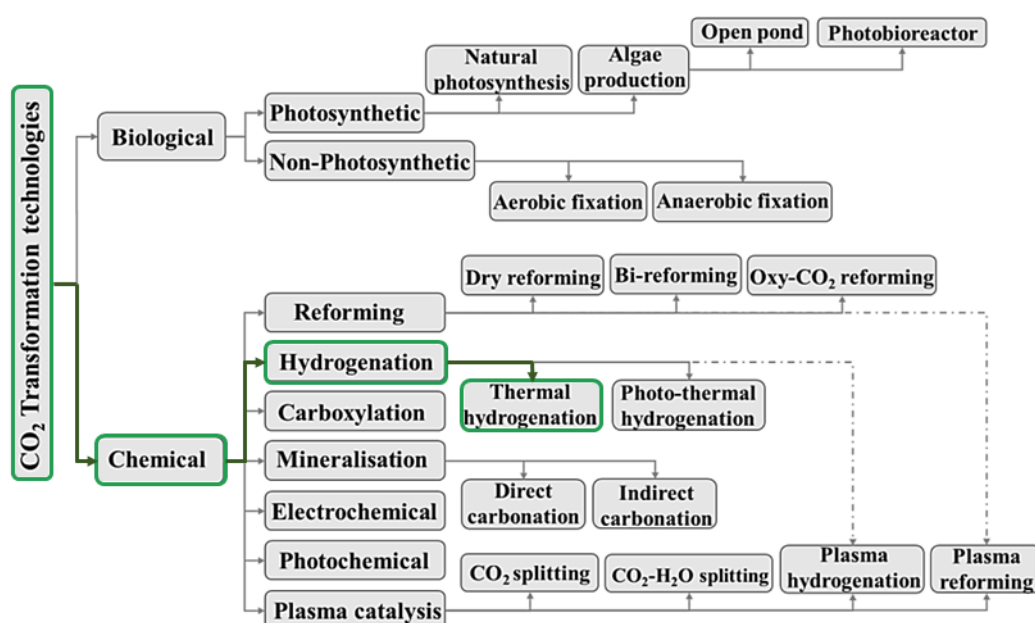 CO₂ Transformation technologies
Biological
Photosynthetic
Natural
photosynthesis
Algae
production
Open pond
Photobioreactor
Non-Photosynthetic
Aerobic fixation
Anaerobic fixation
Chemical
Reforming
Dry reforming
Bi-reforming
Oxy-CO₂ reforming
Hydrogenation
Thermal
hydrogenation
Photo-thermal
hydrogenation
Carboxylation
Mineralisation
Direct
carbonation
Indirect
carbonation
Electrochemical
Photochemical
Plasma catalysis
CO₂ splitting
CO₂-H₂O splitting
Plasma
hydrogenation
Plasma
reforming